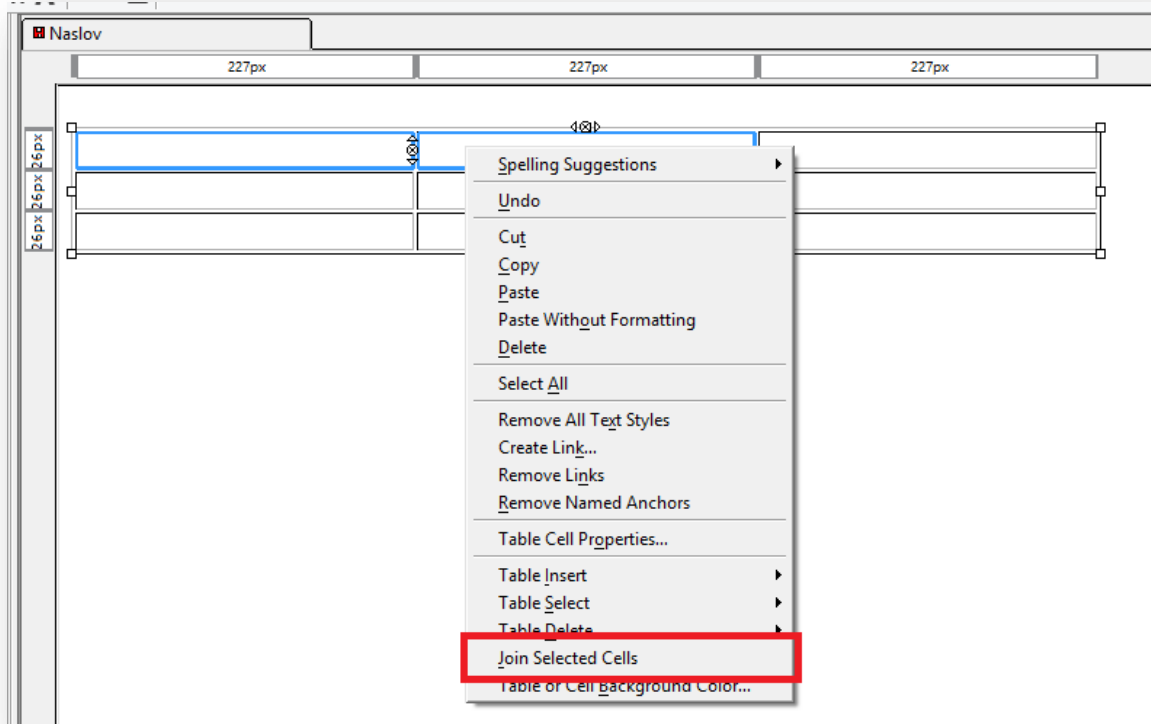 Naslov
227px 227px 227px
26px
26px
26px
Spelling Suggestions
Undo
Cut
Copy
Paste
Paste Without Formatting
Delete
Select All
Remove All Text Styles
Create Link...
Remove Links
Remove Named Anchors
Table Cell Properties...
Table Insert
Table Select
Table Delete
Join Selected Cells
Table or Cell Background Color...